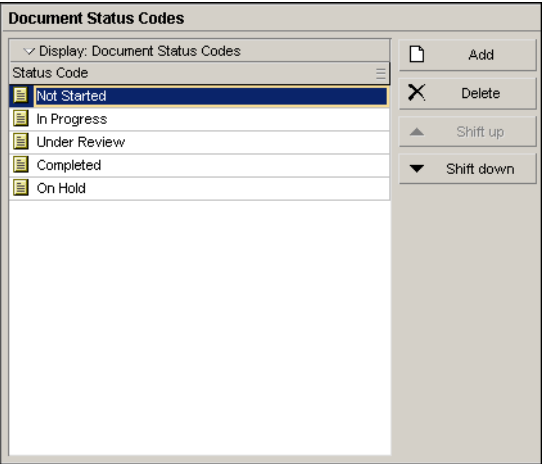 Document Status Codes
Display: Document Status Codes
Status Code
Not Started
In Progress
Under Review
Completed
On Hold
Add
Delete
Shift up
Shift down